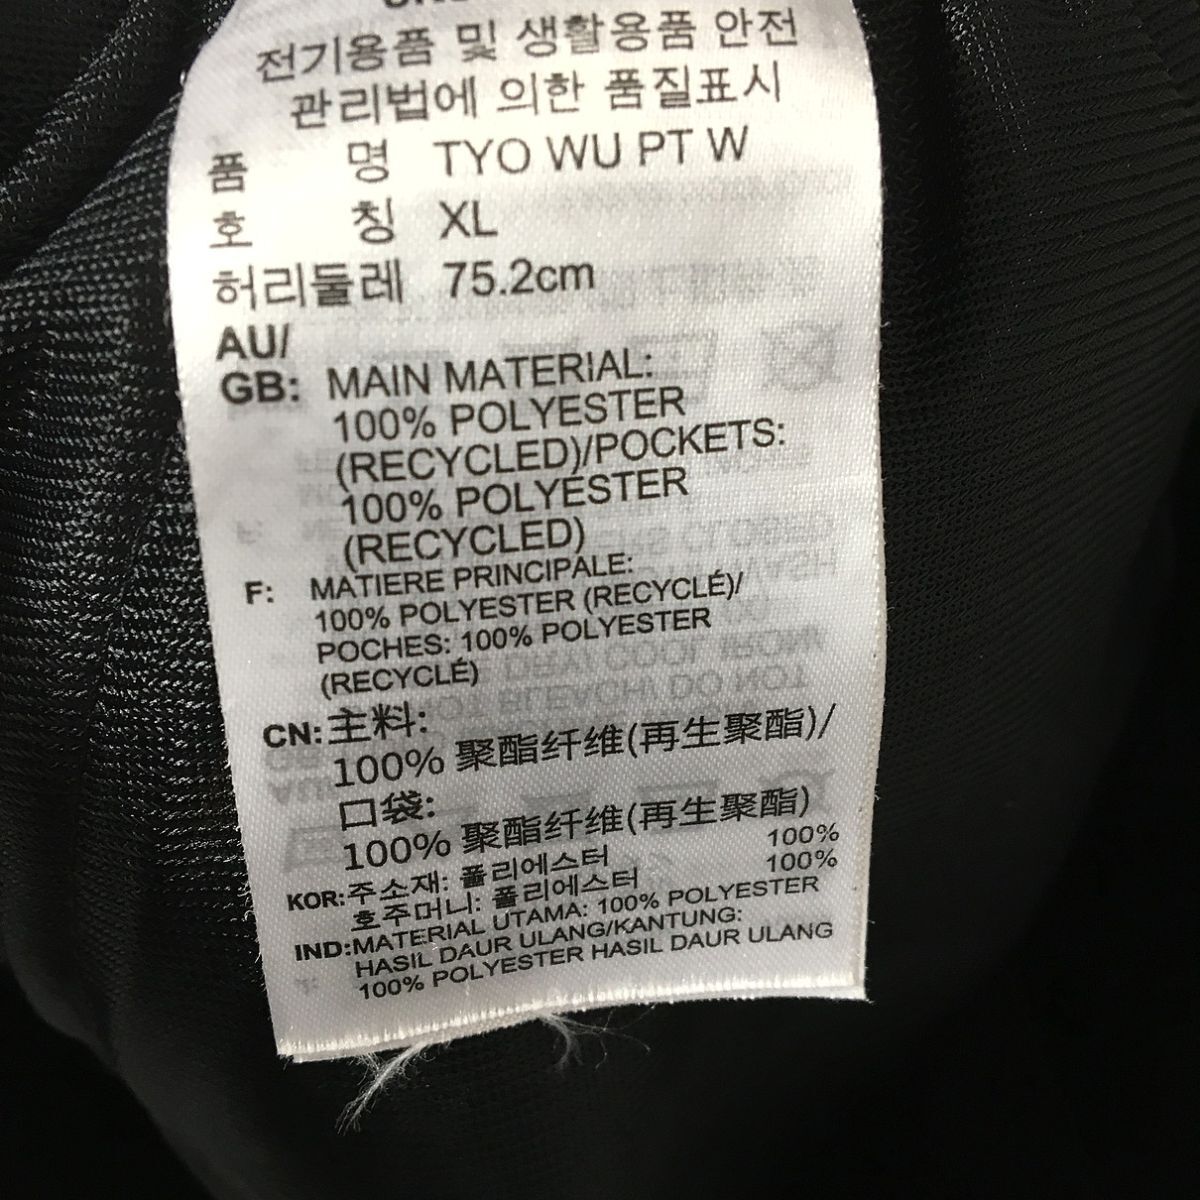 전기용품 및 생활용품 안전
관리법에 의한 품질표시
품 명 TYO WU PT W
호 칭 XL
허리둘레 75.2cm
AU/
GB: MAIN MATERIAL:
100% POLYESTER
(RECYCLED)/POCKETS:
100% POLYESTER
(RECYCLED)
F: MATIERE PRINCIPALE:
100% POLYESTER (RECYCLÉ)/
POCHES: 100% POLYESTER
(RECYCLÉ)
CN: 主料:
100% 聚酯纤维(再生聚酯)/
口袋:
100% 聚酯纤维(再生聚酯)
KOR: 주소재: 폴리에스터 100%
호주머니: 폴리에스터 100%
IND: MATERIAL UTAMA: 100% POLYESTER
HASIL DAUR ULANG/KANTUNG:
100% POLYESTER HASIL DAUR ULANG